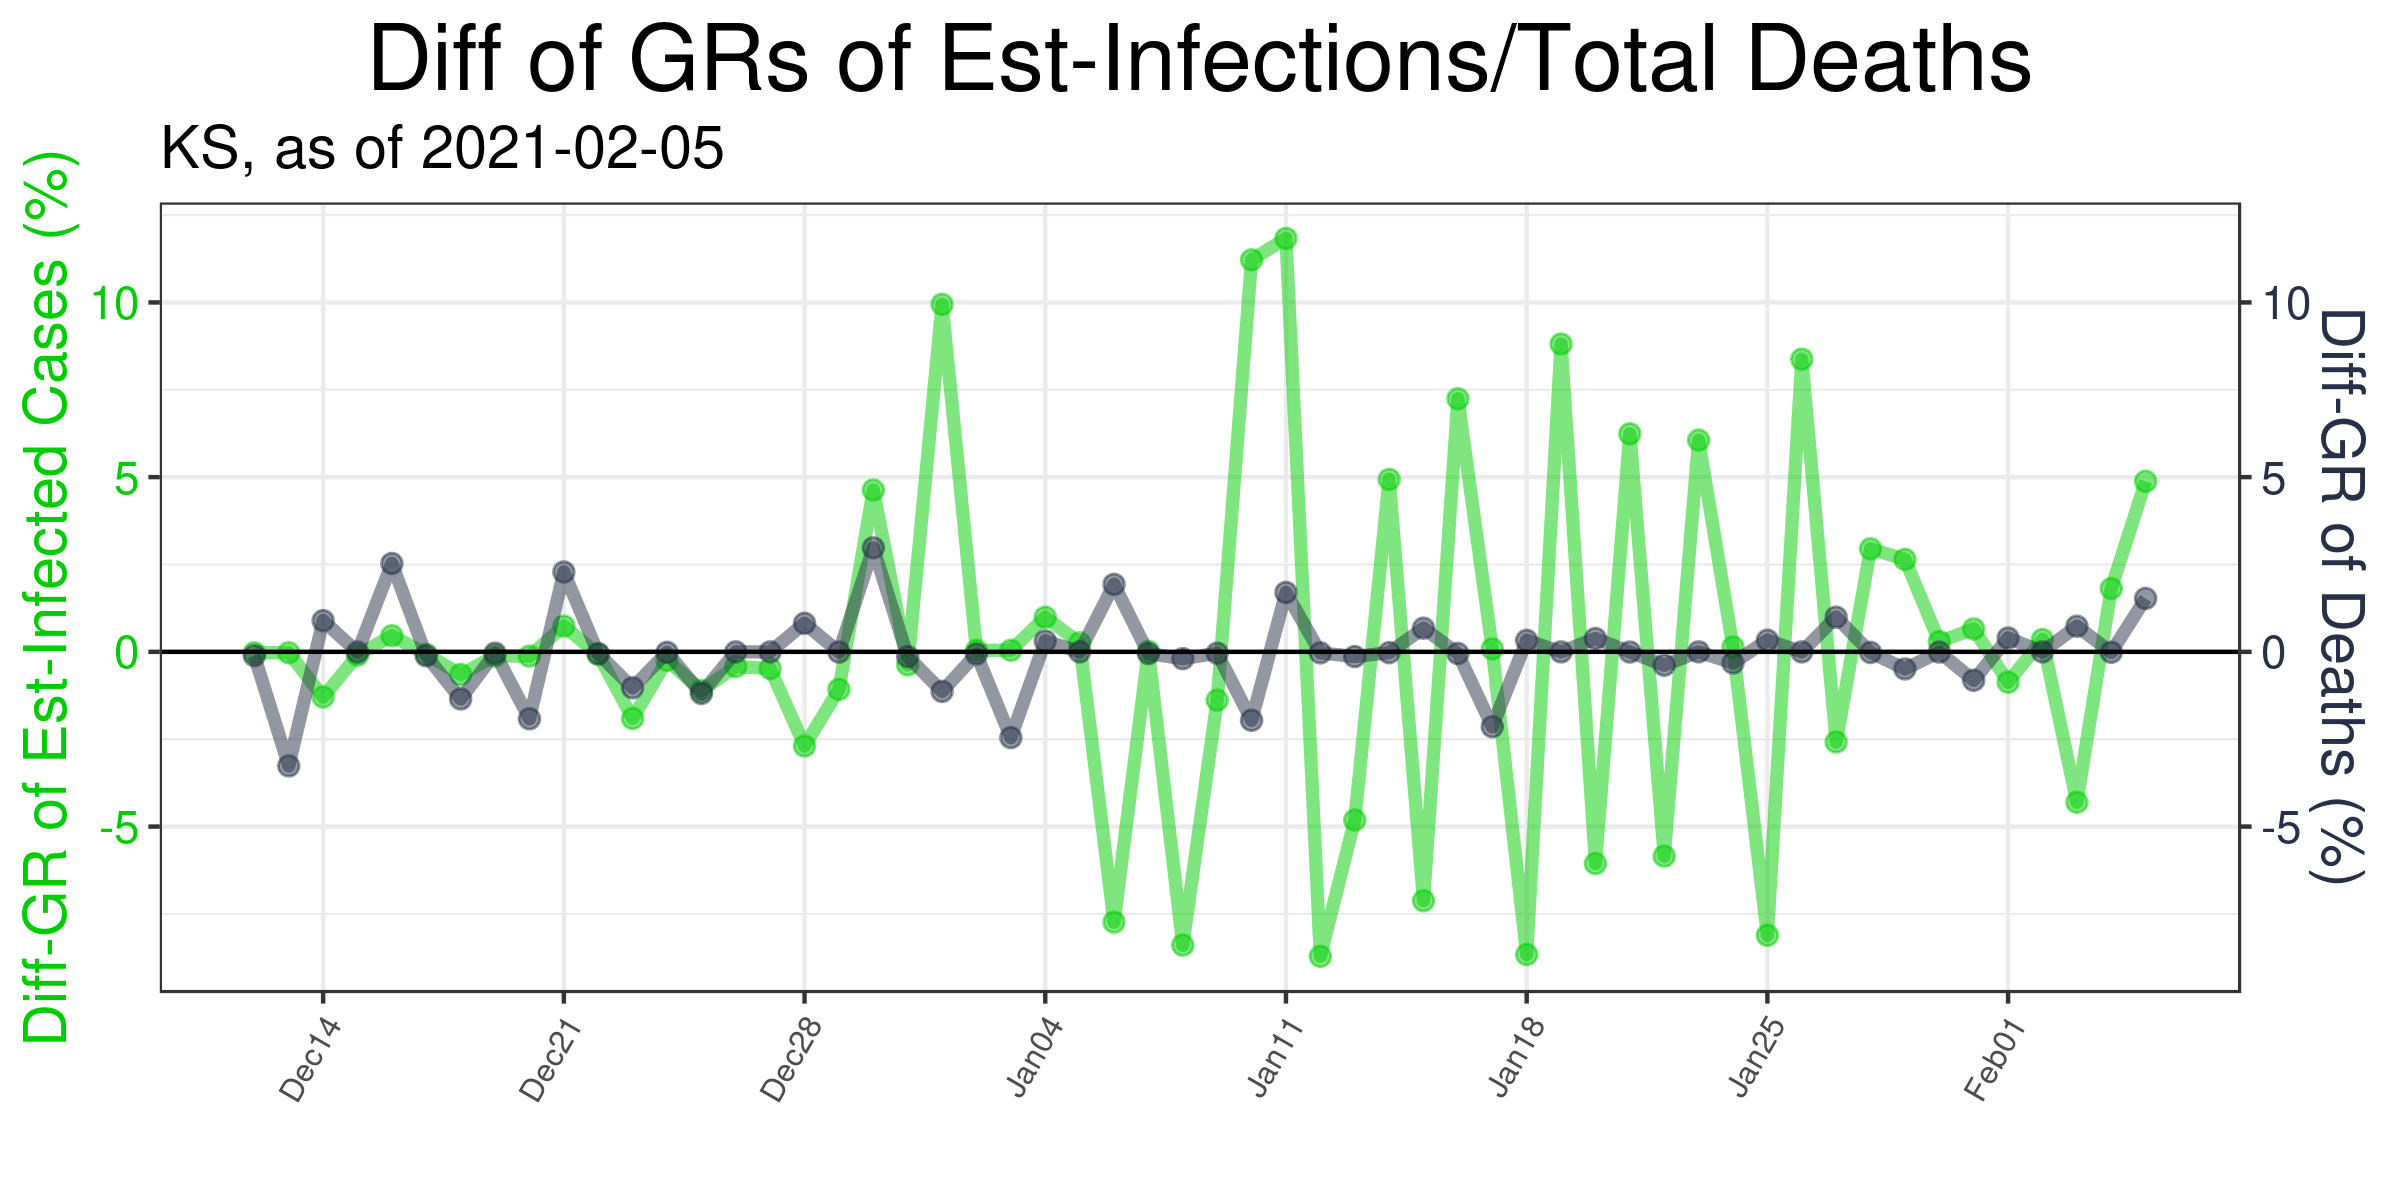 Diff of GRs of Est-Infections/Total Deaths
KS, as of 2021-02-05
Diff-GR of Est-Infected Cases (%)
10
5
0
-5
10
5
0
-5
Diff-GR of Deaths (%)
Dec14
Dec21
Dec28
Jan04
Jan11
Jan18
Jan25
Feb01